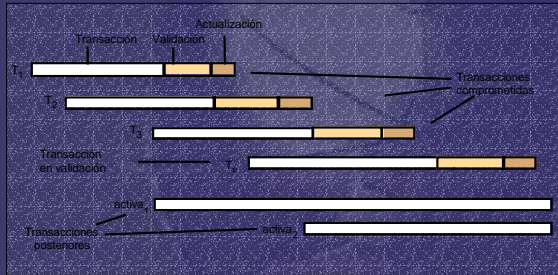 Actualización
Transacción
Validación
T1
Transacciones
comprometidas
T2
T3
Transacción
en validación
Tv
activa1
Transacciones
posteriores
activa2